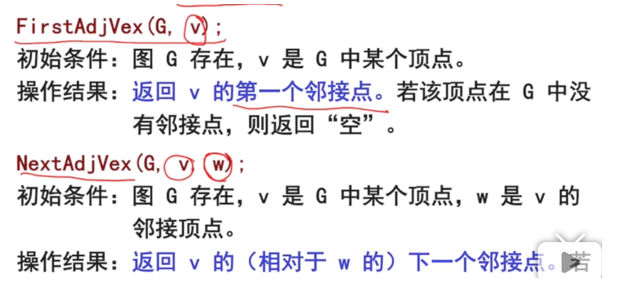 FirstAdjVex(G, v);
初始条件：图 G 存在，v 是 G 中某个顶点。
操作结果：返回 v 的第一个邻接点。若该顶点在 G 中没
有邻接点，则返回“空”。
NextAdjVex(G, v, w);
初始条件：图 G 存在，v 是 G 中某个顶点，w 是 v 的
邻接顶点。
操作结果：返回 v 的（相对于 w 的）下一个邻接点。若